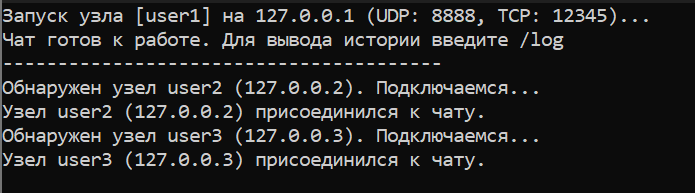 Запуск узла [user1] на 127.0.0.1 (UDP: 8888, TCP: 12345)...
Чат готов к работе. Для вывода истории введите /log
----------------------------------------
Обнаружен узел user2 (127.0.0.2). Подключаемся...
Узел user2 (127.0.0.2) присоединился к чату.
Обнаружен узел user3 (127.0.0.3). Подключаемся...
Узел user3 (127.0.0.3) присоединился к чату.